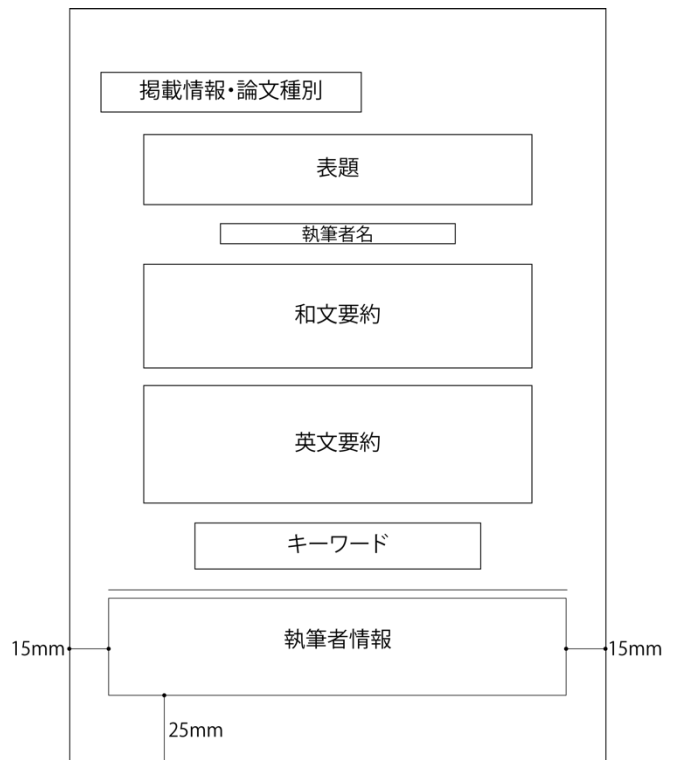 掲載情報・論文種別
表題
執筆者名
和文要約
英文要約
キーワード
執筆者情報
15mm
15mm
25mm